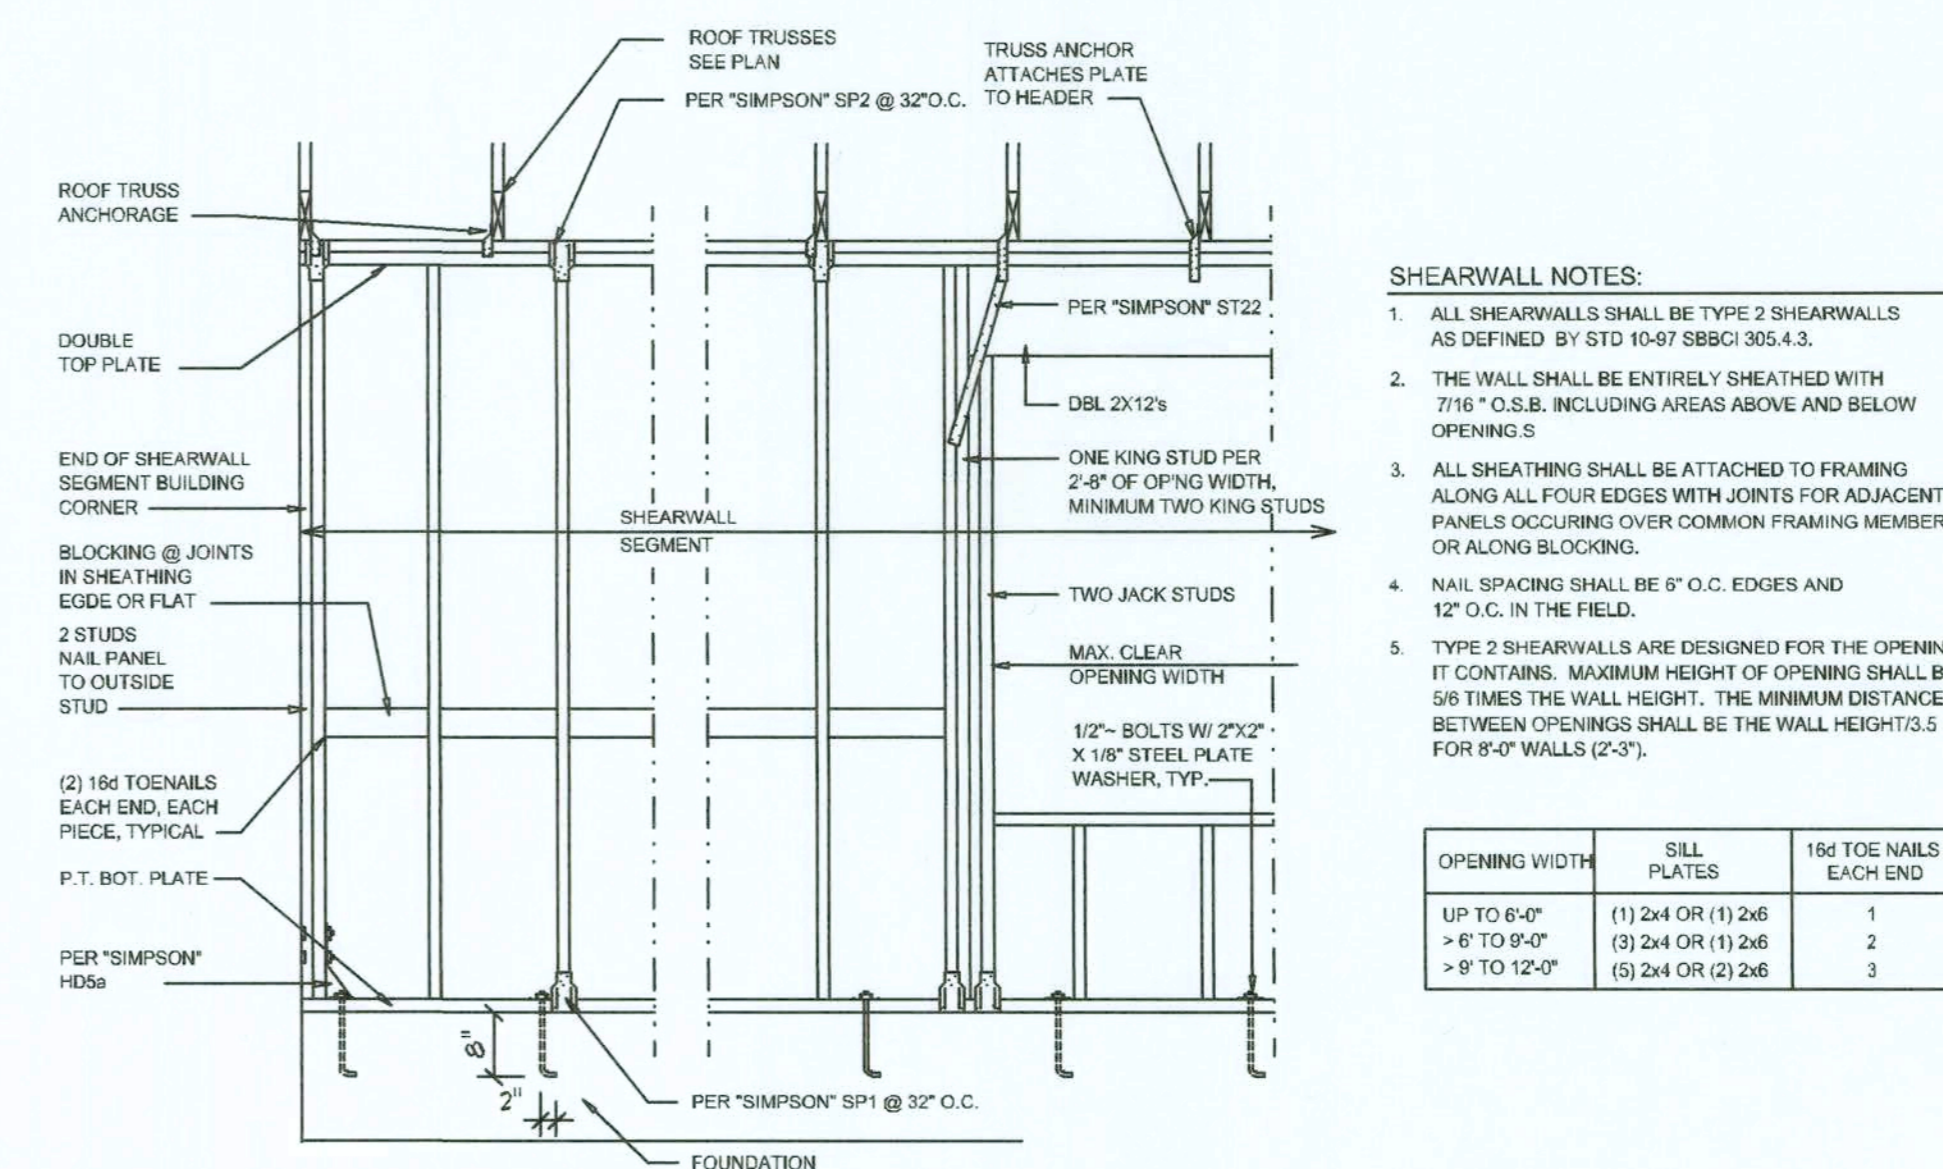 ROOF TRUSSES
SEE PLAN
PER "SIMPSON" SP2 @ 32"O.C.
TRUSS ANCHOR
ATTACHES PLATE
TO HEADER
ROOF TRUSS
ANCHORAGE
DOUBLE
TOP PLATE
END OF SHEARWALL
SEGMENT BUILDING
CORNER
BLOCKING @ JOINTS
IN SHEATHING
EGDE OR FLAT
2 STUDS
NAIL PANEL
TO OUTSIDE
STUD
(2) 16d TOENAILS
EACH END, EACH
PIECE, TYPICAL
P.T. BOT. PLATE
PER "SIMPSON"
HD5a
SHEARWALL
SEGMENT
PER "SIMPSON" ST22
DBL 2X12's
ONE KING STUD PER
2'-8" OF OP'NG WIDTH,
MINIMUM TWO KING STUDS
TWO JACK STUDS
MAX. CLEAR
OPENING WIDTH
1/2"~ BOLTS W/ 2"X2"
X 1/8" STEEL PLATE
WASHER, TYP.
8"
2"
PER "SIMPSON" SP1 @ 32" O.C.
FOUNDATION
SHEARWALL NOTES:
1. ALL SHEARWALLS SHALL BE TYPE 2 SHEARWALLS
AS DEFINED BY STD 10-97 SBBCI 305.4.3.
2. THE WALL SHALL BE ENTIRELY SHEATHED WITH
7/16 " O.S.B. INCLUDING AREAS ABOVE AND BELOW
OPENING.S
3. ALL SHEATHING SHALL BE ATTACHED TO FRAMING
ALONG ALL FOUR EDGES WITH JOINTS FOR ADJACENT
PANELS OCCURING OVER COMMON FRAMING MEMBER
OR ALONG BLOCKING.
4. NAIL SPACING SHALL BE 6" O.C. EDGES AND
12" O.C. IN THE FIELD.
5. TYPE 2 SHEARWALLS ARE DESIGNED FOR THE OPENIN
IT CONTAINS. MAXIMUM HEIGHT OF OPENING SHALL B
5/6 TIMES THE WALL HEIGHT. THE MINIMUM DISTANCE
BETWEEN OPENINGS SHALL BE THE WALL HEIGHT/3.5
FOR 8'-0" WALLS (2'-3").
OPENING WIDTH SILL PLATES 16d TOE NAILS EACH END
UP TO 6'-0" (1) 2x4 OR (1) 2x6 1
> 6' TO 9'-0" (3) 2x4 OR (1) 2x6 2
> 9' TO 12'-0" (5) 2x4 OR (2) 2x6 3